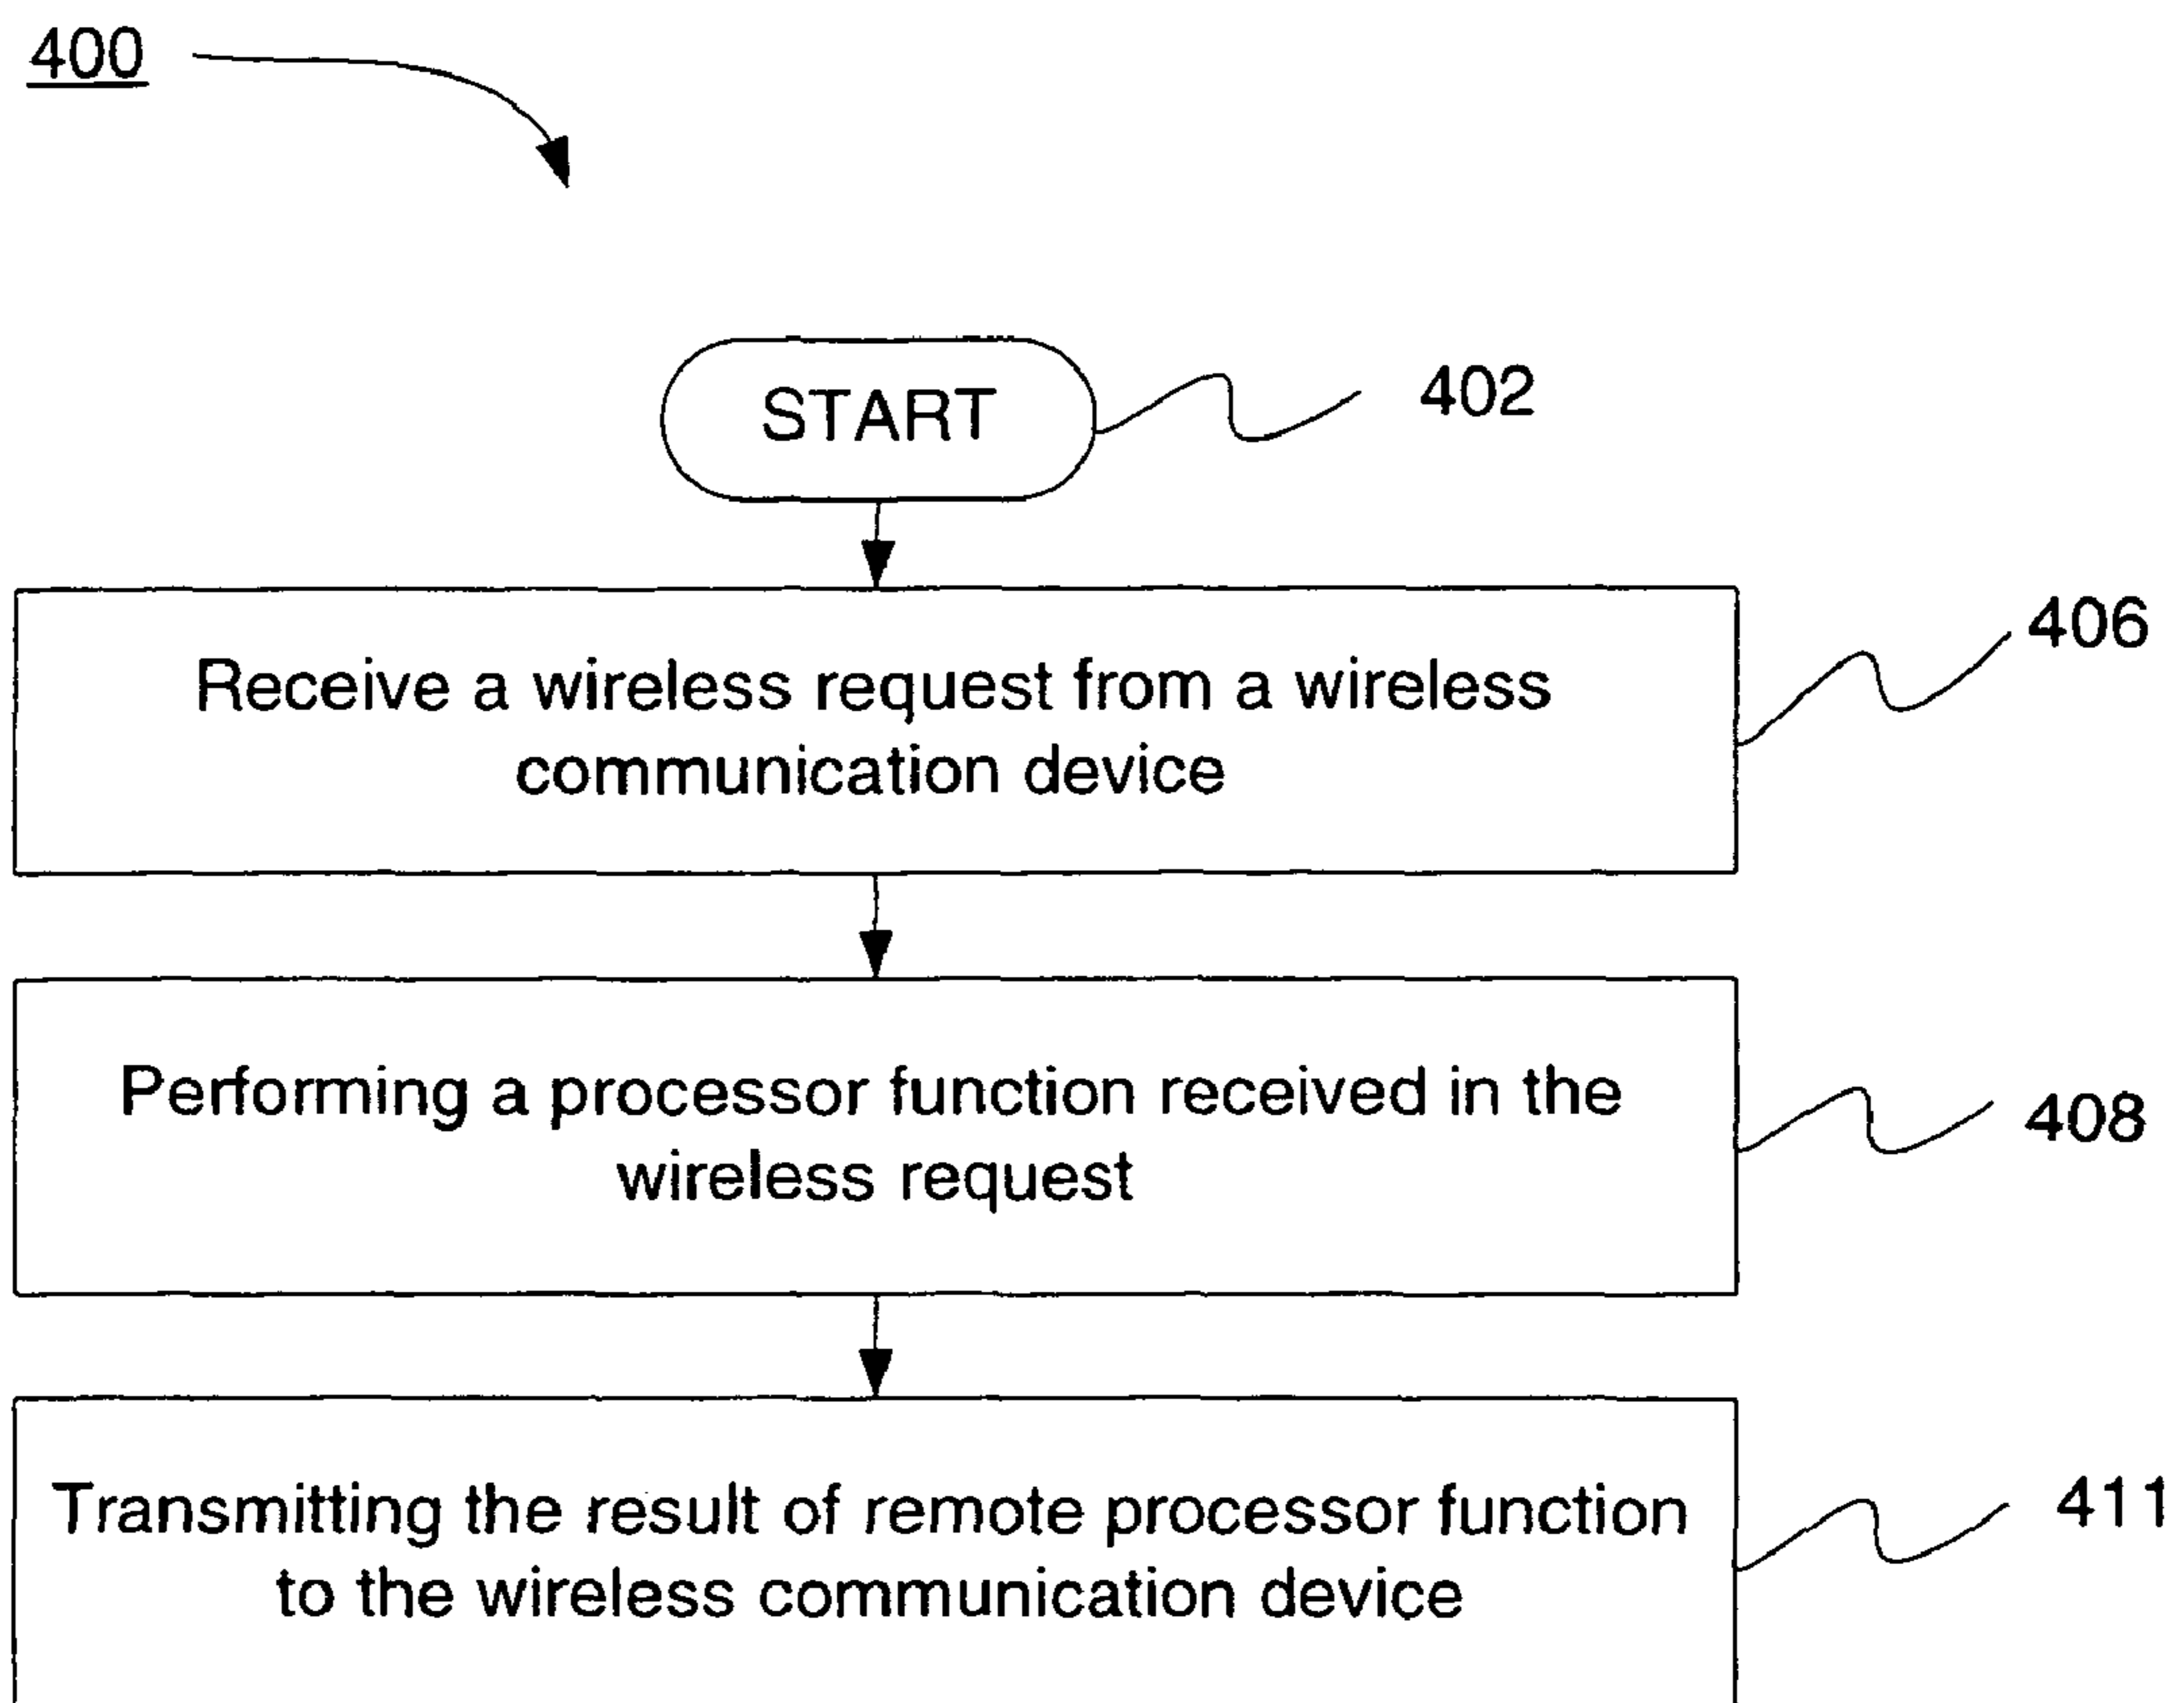 400
START
402
Receive a wireless request from a wireless
communication device
406
Performing a processor function received in the
wireless request
408
Transmitting the result of remote processor function
to the wireless communication device
411